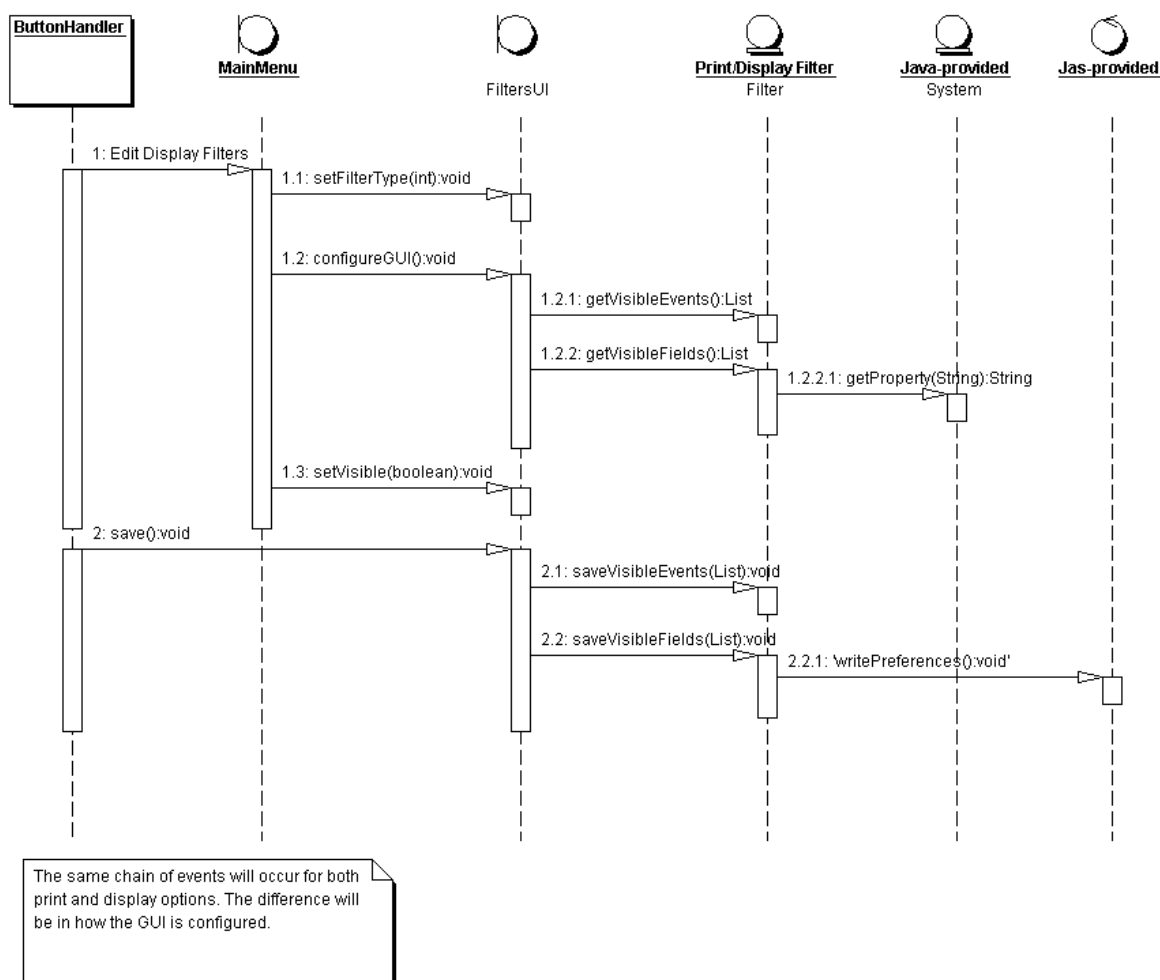 ButtonHandler
MainMenu
FiltersUI
Print/Display Filter
Filter
Java-provided
System
Jas-provided
1: Edit Display Filters
1.1: setFilterType(int):void
1.2: configureGUI():void
1.2.1: getVisibleEvents():List
1.2.2: getVisibleFields():List
1.2.2.1: getProperty(String):String
1.3: setVisible(boolean):void
2: save():void
2.1: saveVisibleEvents(List):void
2.2: saveVisibleFields(List):void
2.2.1: 'writePreferences():void'
The same chain of events will occur for both
print and display options. The difference will
be in how the GUI is configured.